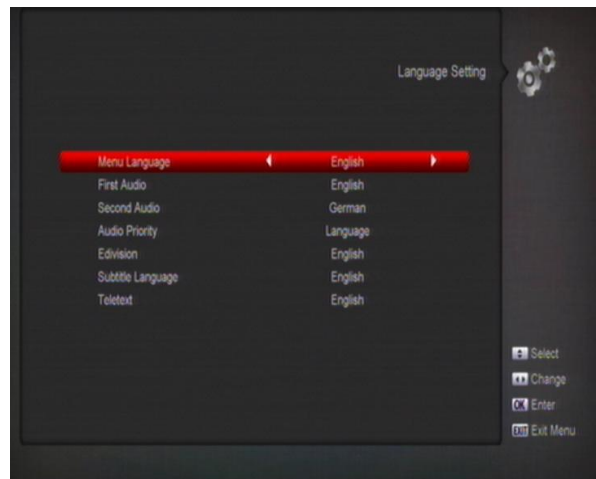 Language Setting
Menu Language English
First Audio English
Second Audio German
Audio Priority Language
Edivision English
Subtitle Language English
Teletext English
Select
Change
OK Enter
EXIT Exit Menu